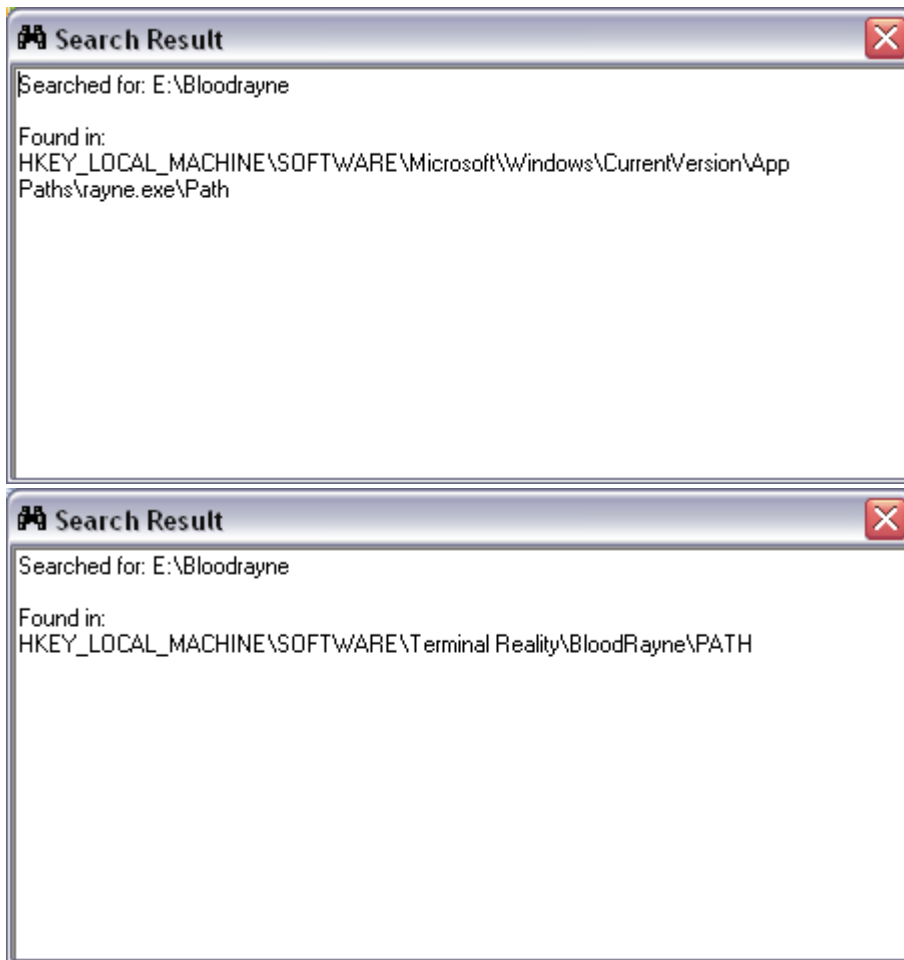 Search Result
Searched for: E:\Bloodrayne
Found in:
HKEY_LOCAL_MACHINE\SOFTWARE\Microsoft\Windows\CurrentVersion\App
Paths\rayne.exe\Path
Search Result
Searched for: E:\Bloodrayne
Found in:
HKEY_LOCAL_MACHINE\SOFTWARE\Terminal Reality\BloodRayne\PATH